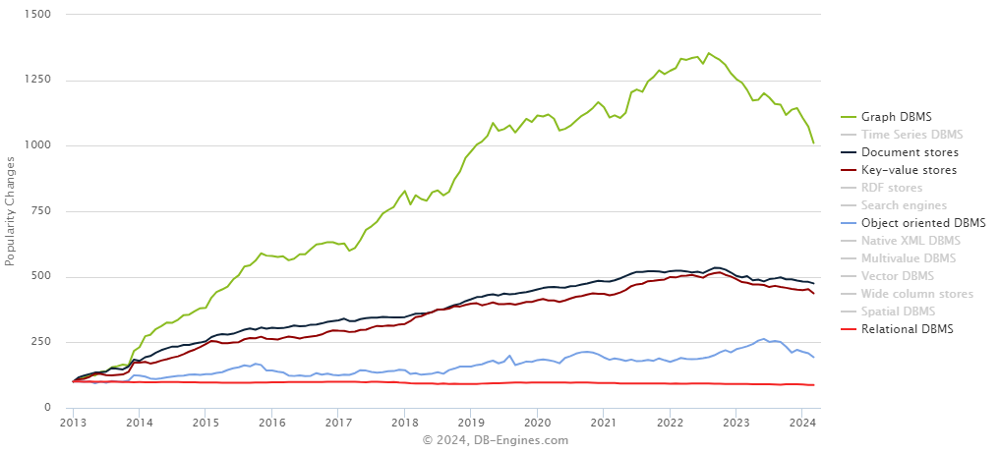 1500
1250
1000
750
500
250
0
Popularity Changes
2013 2014 2015 2016 2017 2018 2019 2020 2021 2022 2023 2024
© 2024, DB-Engines.com
Graph DBMS
Time Series DBMS
Document stores
Key-value stores
RDF stores
Search engines
Object oriented DBMS
Native XML DBMS
Multivalue DBMS
Vector DBMS
Wide column stores
Spatial DBMS
Relational DBMS